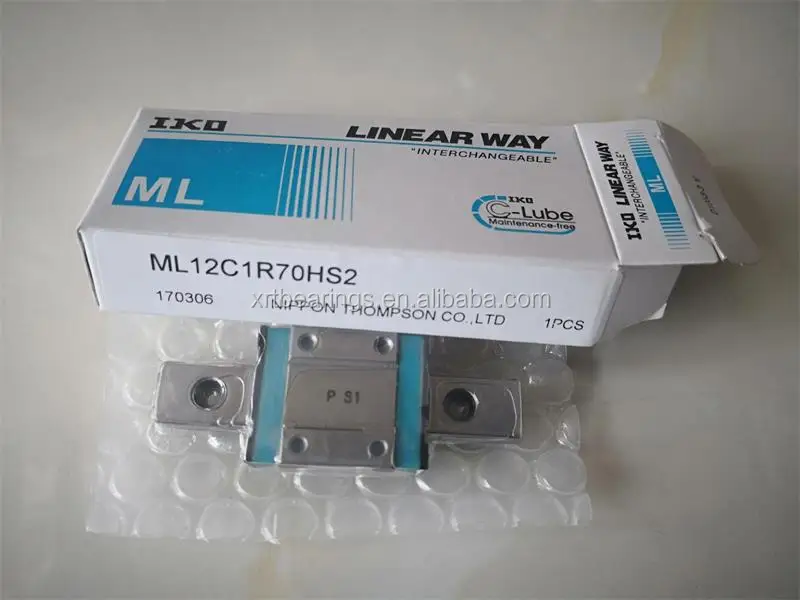 IKO
LINEAR WAY
"INTERCHANGEABLE"
ML
IKO
C-Lube
Maintenance-free
IKO LINEAR WAY
"INTERCHANGEABLE"
ML
ML12C1R70HS2
170306
NIPPON THOMPSON CO.,LTD
1PCS
xrtbearings.en.alibaba.com
P S1